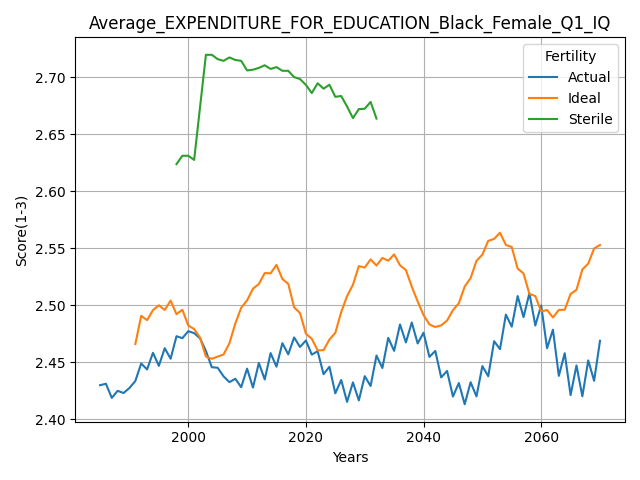 Average_EXPENDITURE_FOR_EDUCATION_Black_Female_Q1_IQ
Fertility
Actual
Ideal
Sterile
Score(1-3)
2.70
2.65
2.60
2.55
2.50
2.45
2.40
2000
2020
2040
2060
Years